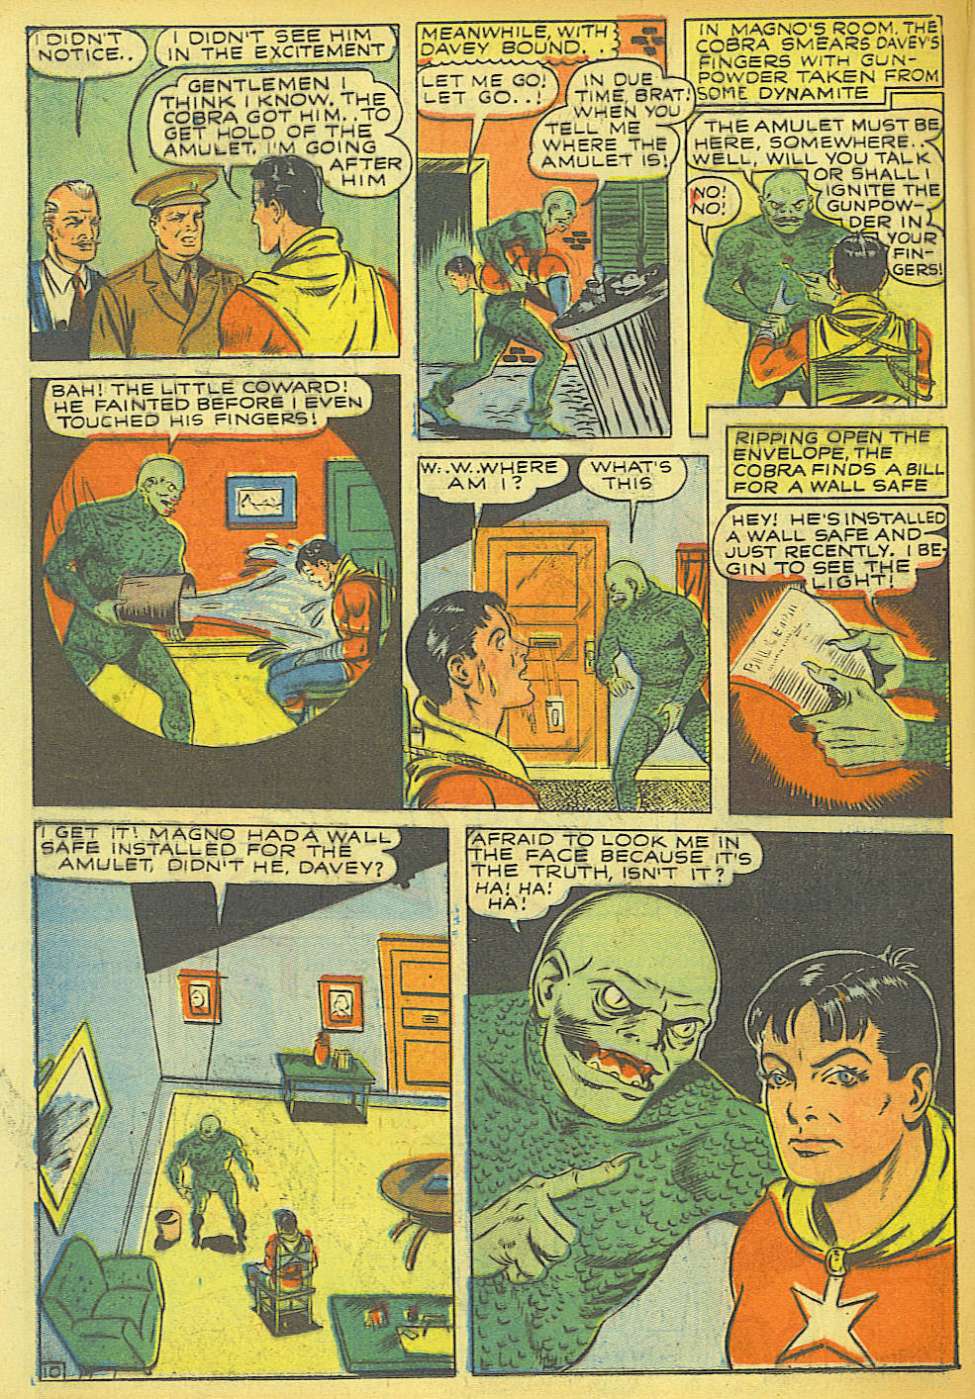 I DIDN'T
NOTICE..
I DIDN'T SEE HIM
IN THE EXCITEMENT
GENTLEMEN I
THINK I KNOW. THE
COBRA GOT HIM..TO
GET HOLD OF THE
AMULET. I'M GOING
AFTER
HIM
MEANWHILE, WITH
DAVEY BOUND. . .
LET ME GO!
LET GO..!
IN DUE
TIME, BRAT!
WHEN YOU
TELL ME
WHERE THE
AMULET IS!
IN MAGNO'S ROOM, THE
COBRA SMEARS DAVEY'S
FINGERS WITH GUN-
POWDER TAKEN FROM
SOME DYNAMITE
THE AMULET MUST BE
HERE, SOMEWHERE..
WELL, WILL YOU TALK
OR SHALL I
IGNITE THE
GUNPOW-
DER IN
YOUR
FIN-
GERS!
NO!
NO!
BAH! THE LITTLE COWARD!
HE FAINTED BEFORE I EVEN
TOUCHED HIS FINGERS!
W..W..WHERE
AM I?
WHAT'S
THIS
RIPPING OPEN THE
ENVELOPE, THE
COBRA FINDS A BILL
FOR A WALL SAFE
HEY! HE'S INSTALLED
A WALL SAFE AND
JUST RECENTLY. I BE-
GIN TO SEE THE
LIGHT!
BILL
I GET IT! MAGNO HAD A WALL
SAFE INSTALLED FOR THE
AMULET, DIDN'T HE, DAVEY?
AFRAID TO LOOK ME IN
THE FACE BECAUSE IT'S
THE TRUTH, ISN'T IT?
HA! HA!
HA!
10